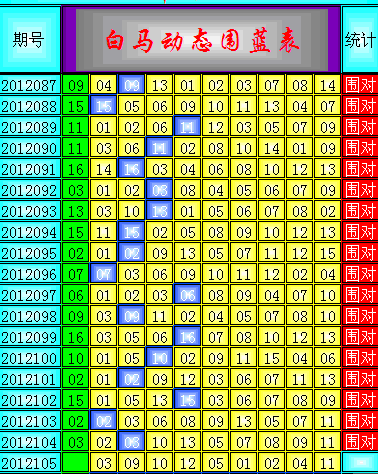 期号 白马动态围蓝表 统计
2012087 09 04 09 13 01 02 03 07 08 14 围对
2012088 15 15 05 06 09 10 11 13 04 07 围对
2012089 11 01 02 06 11 12 03 05 07 09 围对
2012090 11 03 06 11 02 08 10 14 01 09 围对
2012091 16 14 16 03 04 06 08 10 12 13 围对
2012092 03 01 02 03 08 04 05 06 07 09 围对
2012093 13 03 10 13 01 05 06 07 08 02 围对
2012094 15 11 15 02 05 08 09 10 12 13 围对
2012095 02 01 02 09 13 05 07 11 12 15 围对
2012096 07 07 03 06 09 10 11 12 02 04 围对
2012097 06 01 02 03 06 08 09 04 07 10 围对
2012098 09 03 09 11 02 04 05 07 08 10 围对
2012099 16 03 05 06 16 07 08 10 12 13 围对
2012100 10 01 05 10 02 09 11 15 04 06 围对
2012101 02 01 02 09 12 03 06 07 11 13 围对
2012102 15 01 05 13 15 03 06 07 08 11 围对
2012103 02 02 03 06 08 09 13 05 07 11 围对
2012104 03 02 03 10 13 05 07 08 09 11 围对
2012105 03 09 10 12 05 01 02 04 11